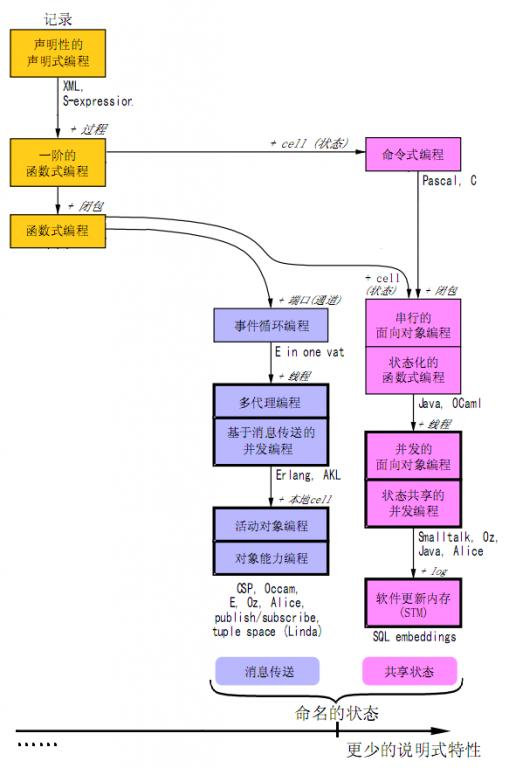 记录
声明性的
声明式编程
XML,
S-expression
+ 过程
一阶的
函数式编程
+ cell (状态)
命令式编程
Pascal, C
+ 闭包
函数式编程
+ cell
(状态)
+ 闭包
+ 端口(通道)
事件循环编程
串行的
面向对象编程
E in one vat
状态化的
函数式编程
+ 线程
Java, OCaml
多代理编程
+ 线程
基于消息传送的
并发编程
并发的
面向对象编程
Erlang, AKL
状态共享的
并发编程
+ 本地cell
活动对象编程
Smalltalk, Oz,
Java, Alice
对象能力编程
+ log
CSP, Occam,
E, Oz, Alice,
publish/subscribe,
tuple space (Linda)
软件更新内存
(STM)
SQL embeddings
消息传送
共享状态
命名的状态
......
更少的说明式特性